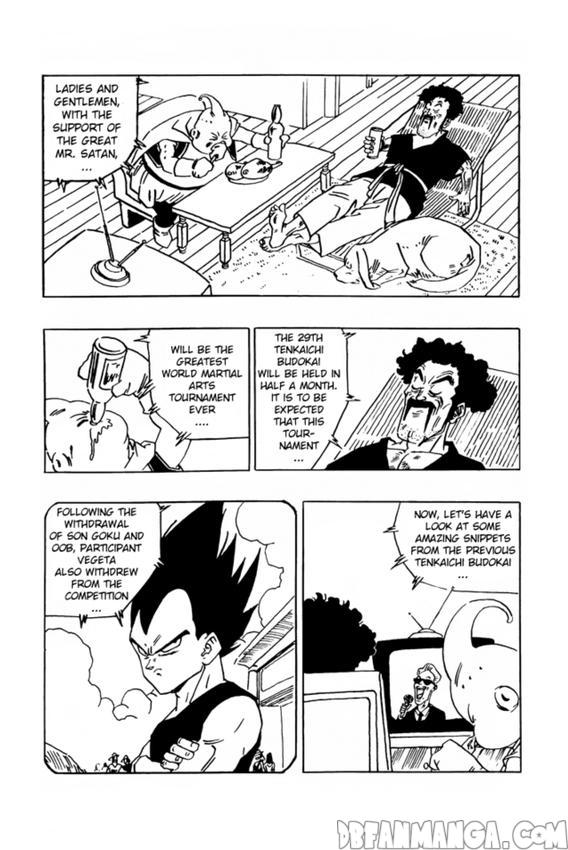 LADIES AND
GENTLEMEN,
WITH THE
SUPPORT OF
THE GREAT
MR. SATAN,
...
THE 29TH
TENKAICHI
BUDOKAI
WILL BE HELD IN
HALF A MONTH.
IT IS TO BE
EXPECTED
THAT THIS
TOUR-
NAMENT
...
WILL BE THE
GREATEST
WORLD MARTIAL
ARTS
TOURNAMENT
EVER
....
NOW, LET'S HAVE A
LOOK AT SOME
AMAZING SNIPPETS
FROM THE PREVIOUS
TENKAICHI BUDOKAI
...
FOLLOWING THE
WITHDRAWAL
OF SON GOKU AND
OOB, PARTICIPANT
VEGETA
ALSO WITHDREW
FROM THE
COMPETITION
...
DBFANMANGA.COM